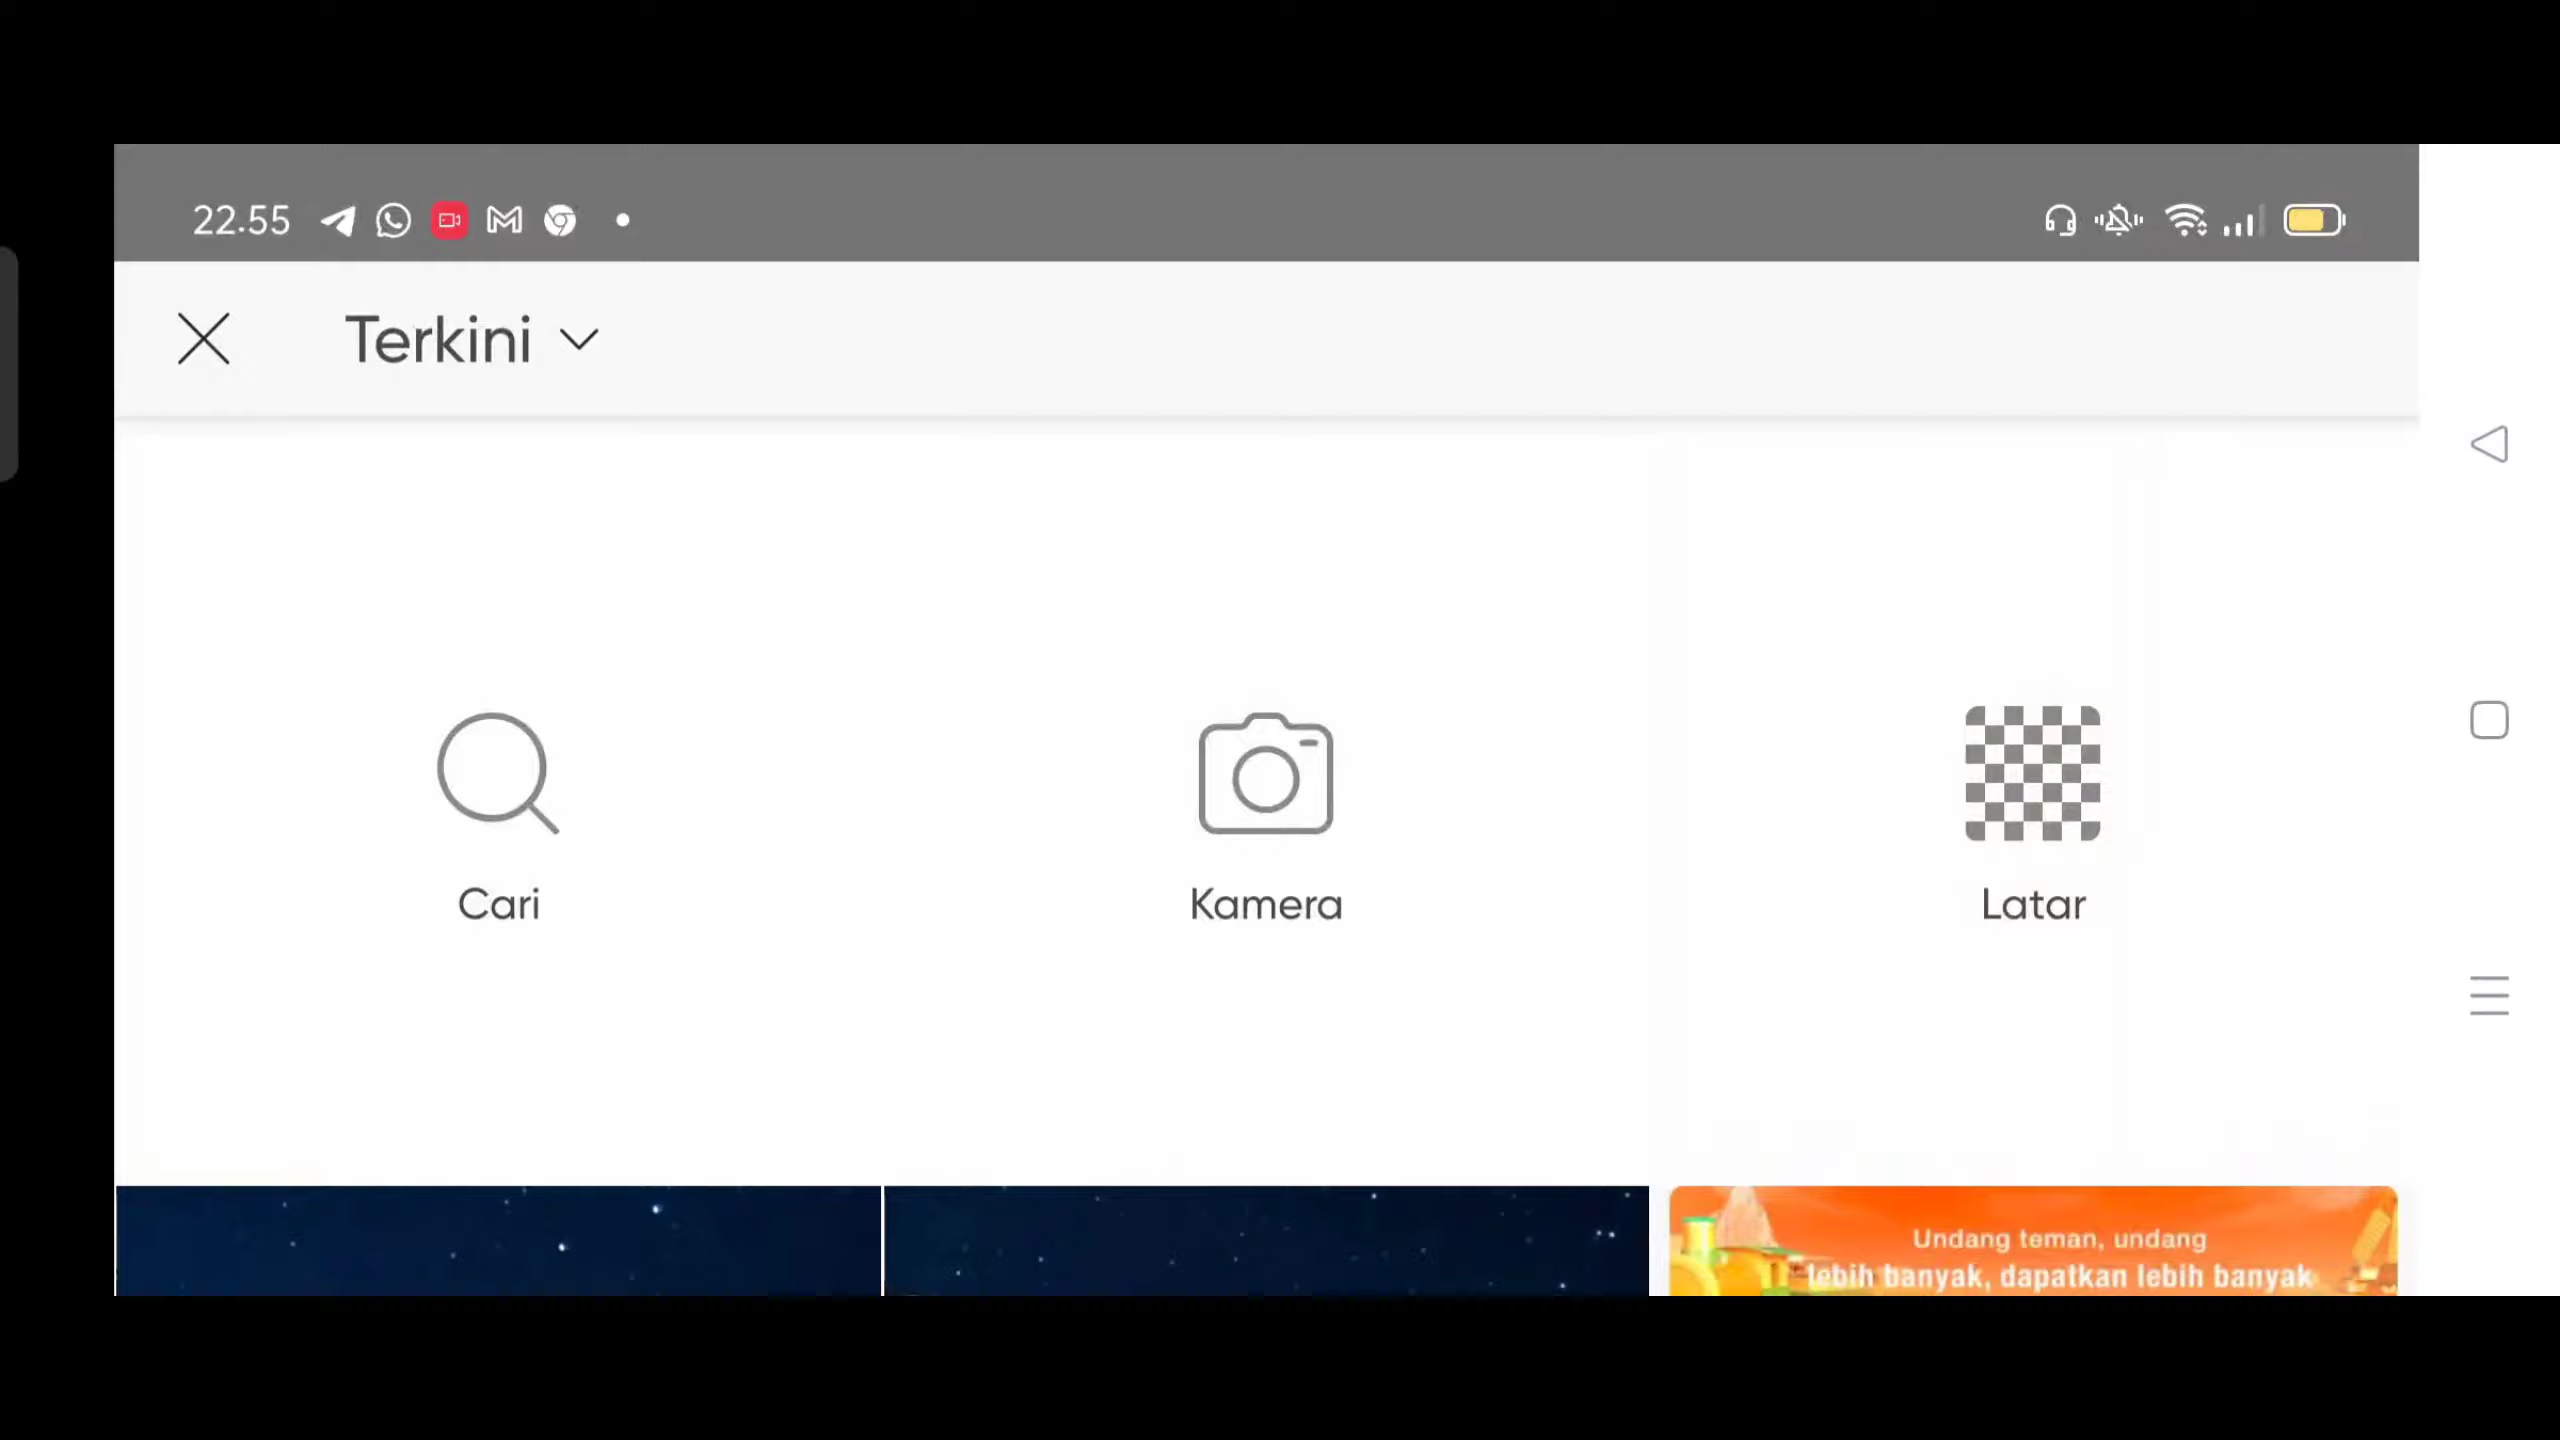 22.55
Terkini
Cari
Kamera
Latar
Undang teman, undang
lebih banyak, dapatkan lebih banyak